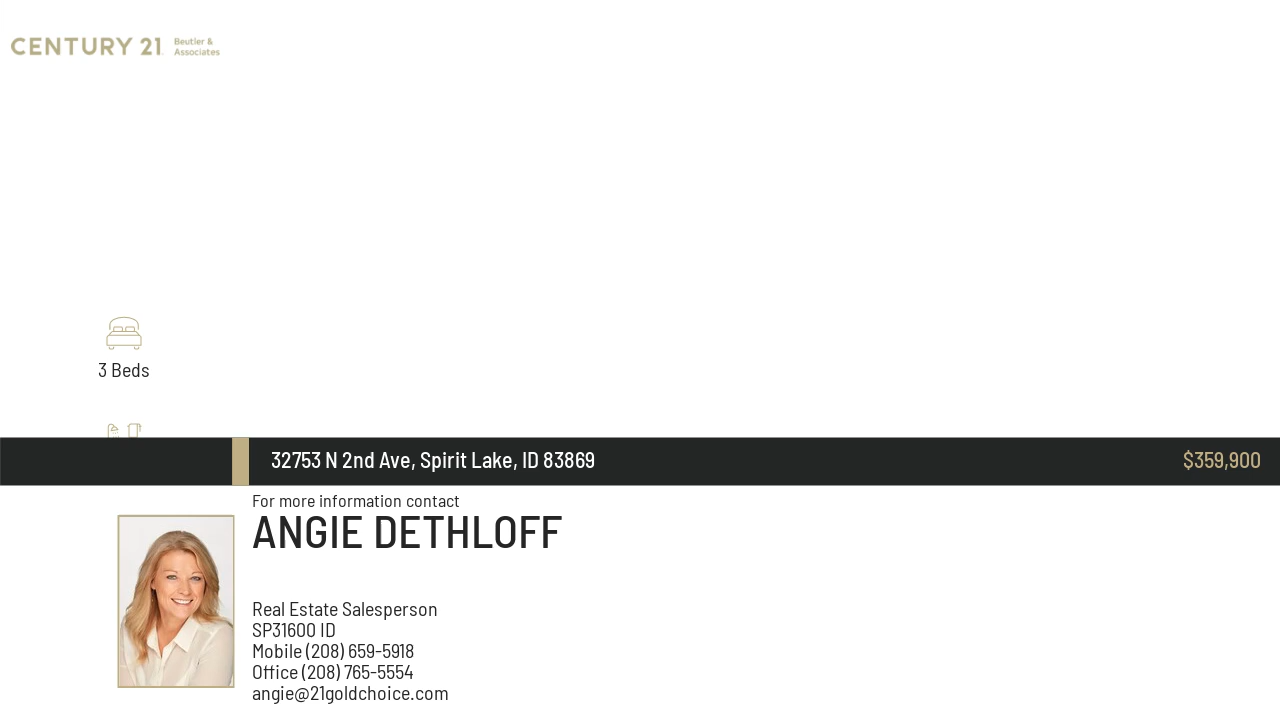 CENTURY 21
Beutler &
Associates
3 Beds
32753 N 2nd Ave, Spirit Lake, ID 83869
$359,900
For more information contact
ANGIE DETHLOFF
Real Estate Salesperson
SP31600 ID
Mobile (208) 659-5918
Office (208) 765-5554
angie@21goldchoice.com